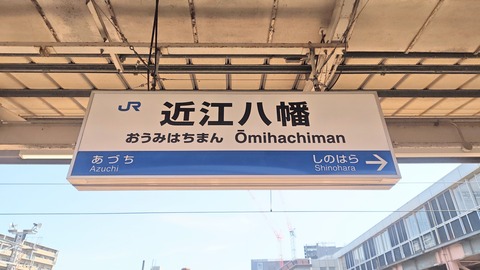 JR 近江八幡
おうみはちまん Ōmihachiman
あづち しのはら
Azuchi Shinohara